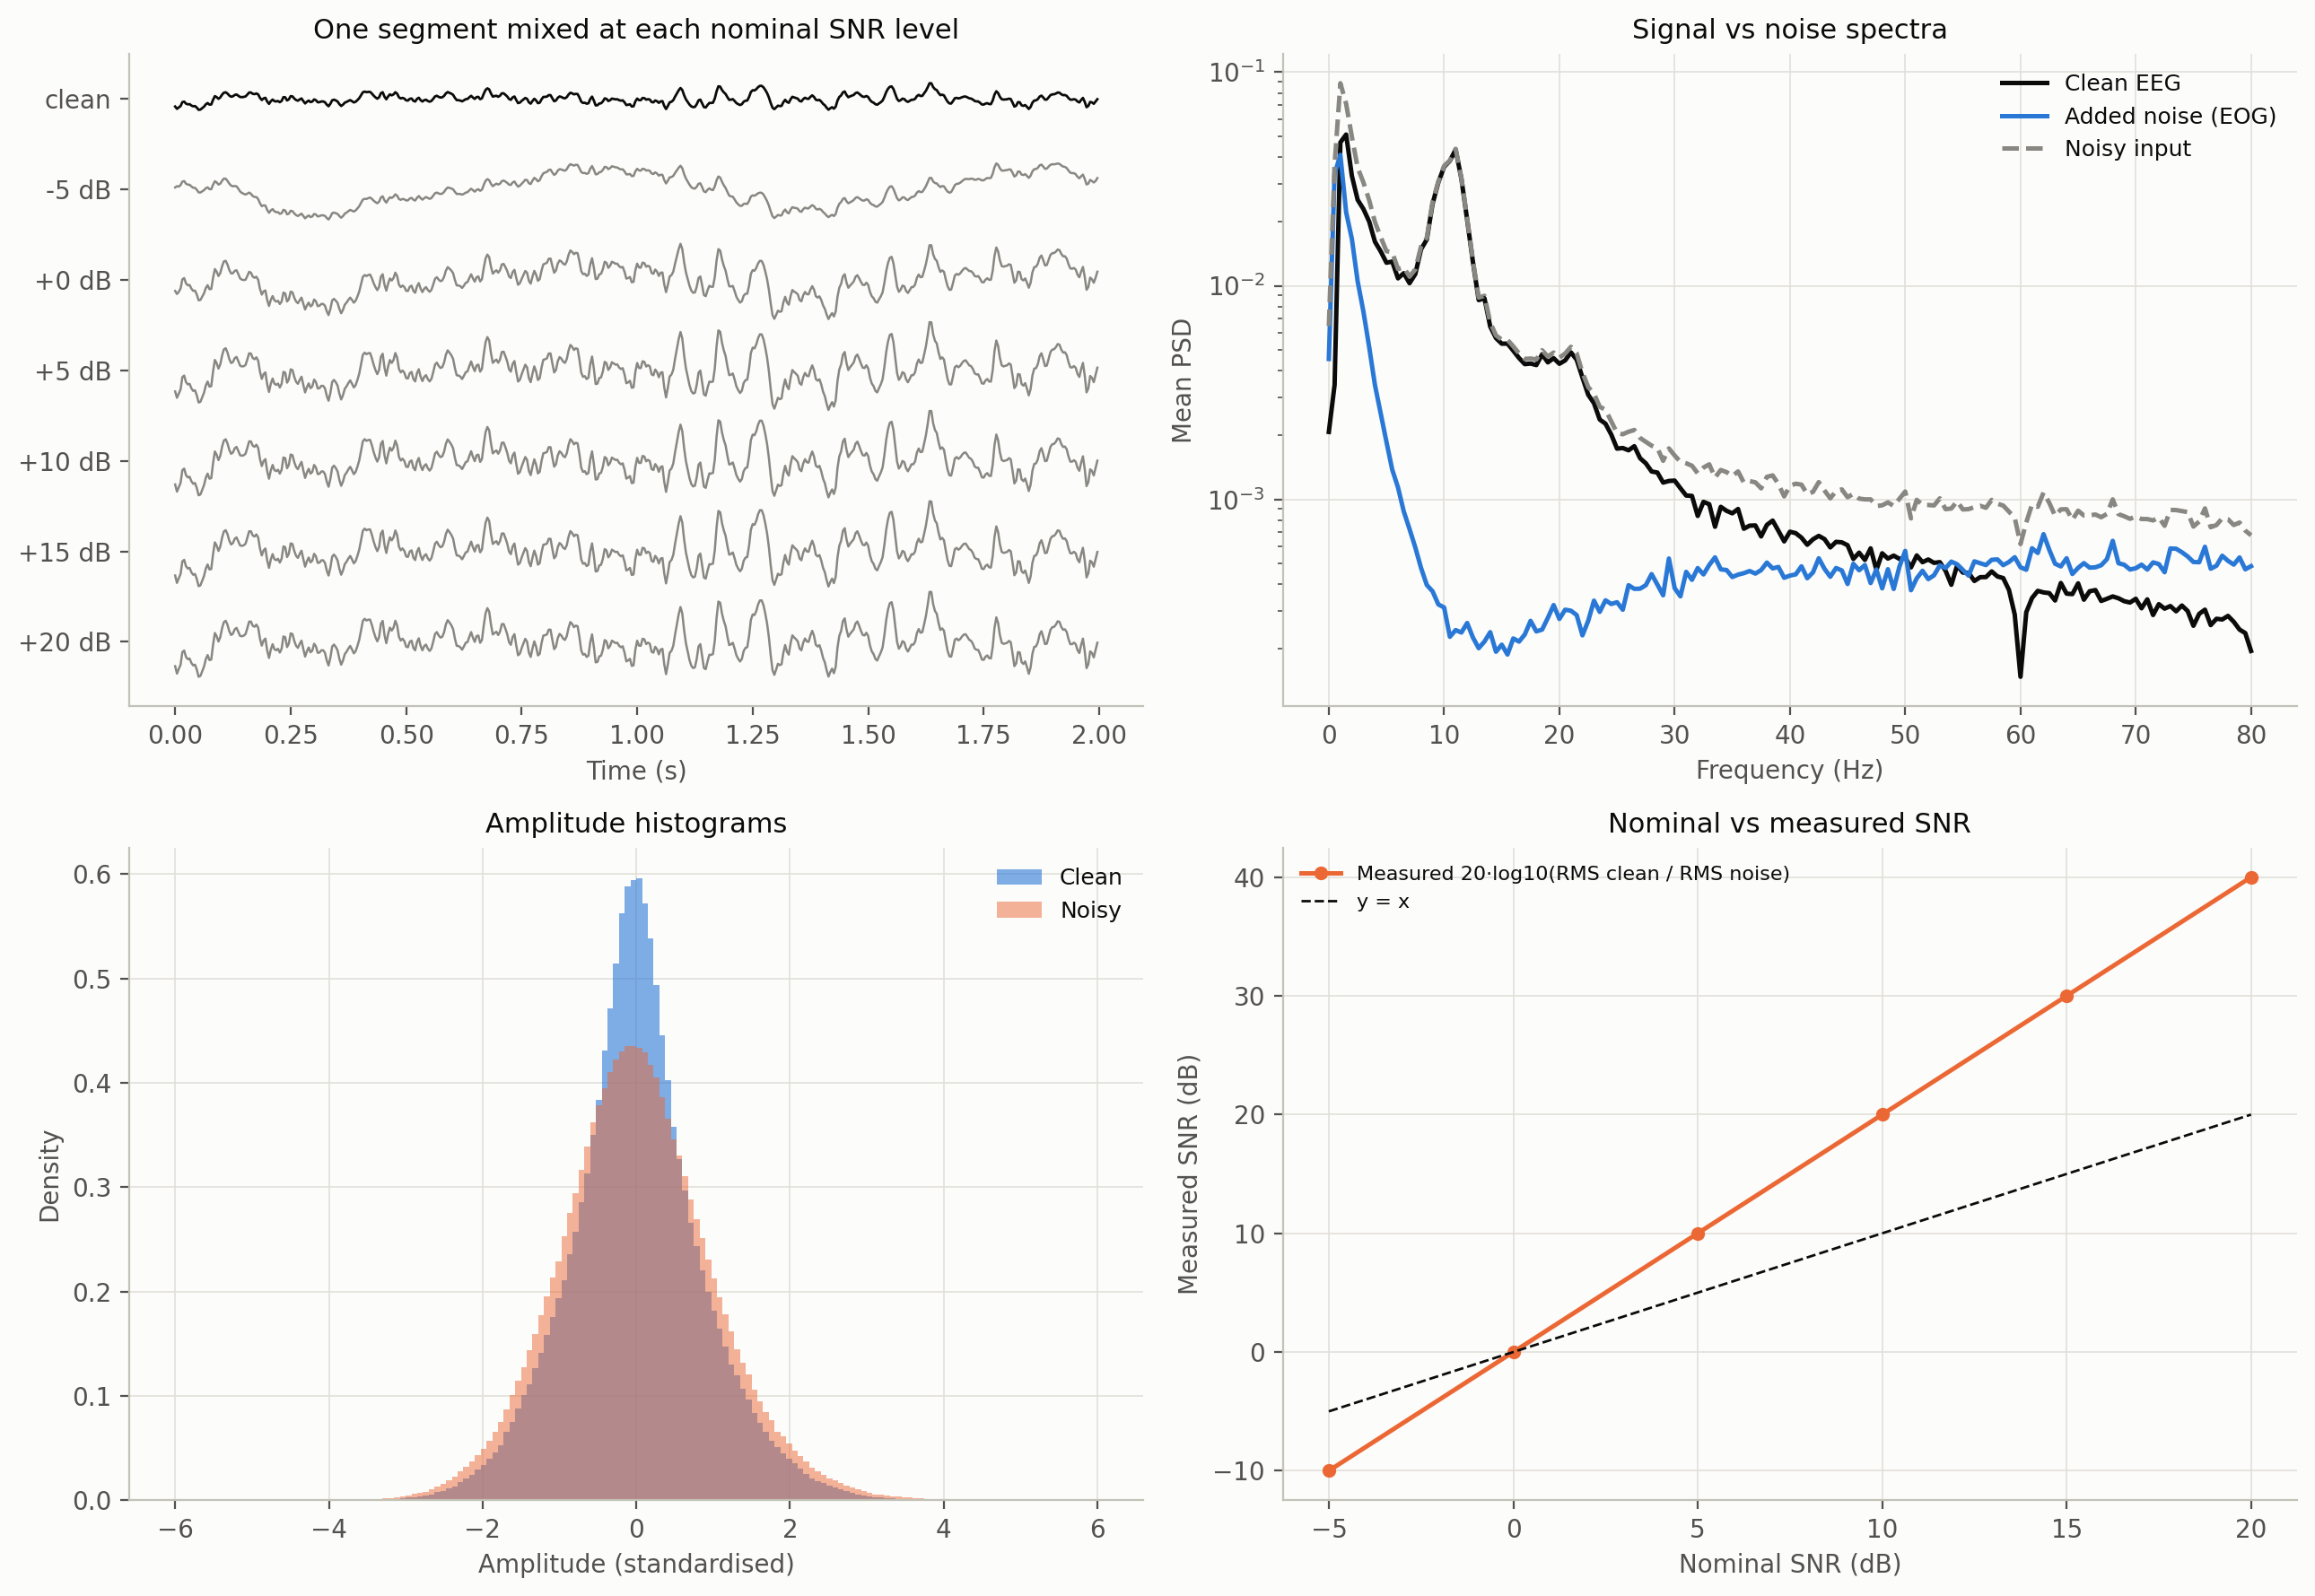 One segment mixed at each nominal SNR level
clean
-5 dB
+0 dB
+5 dB
+10 dB
+15 dB
+20 dB
0.00 0.25 0.50 0.75 1.00 1.25 1.50 1.75 2.00
Time (s)
Signal vs noise spectra
Clean EEG
Added noise (EOG)
Noisy input
10⁻¹
10⁻²
10⁻³
Mean PSD
0 10 20 30 40 50 60 70 80
Frequency (Hz)
Amplitude histograms
Clean
Noisy
0.6
0.5
0.4
0.3
0.2
0.1
0.0
Density
−6 −4 −2 0 2 4 6
Amplitude (standardised)
Nominal vs measured SNR
Measured 20·log10(RMS clean / RMS noise)
y = x
40
30
20
10
0
−10
Measured SNR (dB)
−5 0 5 10 15 20
Nominal SNR (dB)